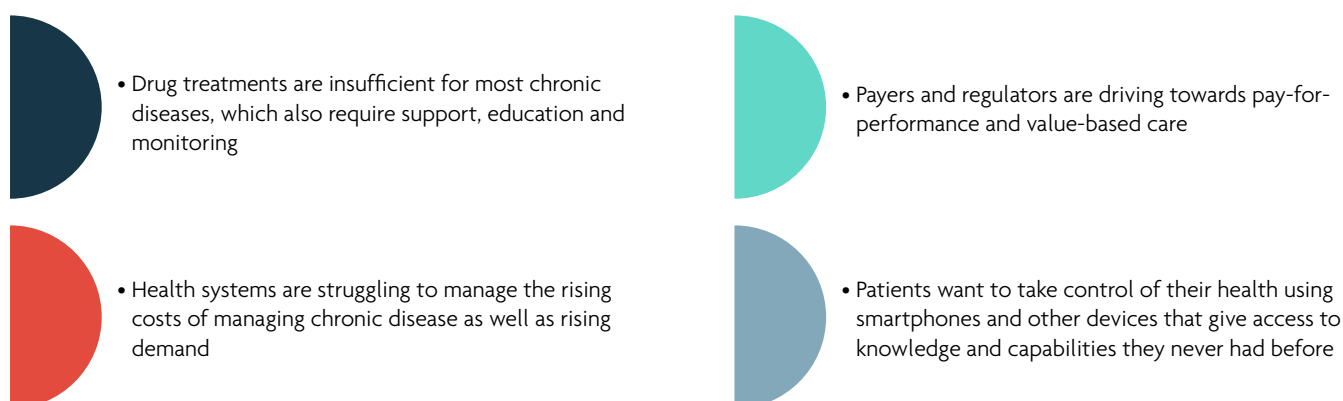 • Drug treatments are insufficient for most chronic
diseases, which also require support, education and
monitoring
• Health systems are struggling to manage the rising
costs of managing chronic disease as well as rising
demand
• Payers and regulators are driving towards pay-for-
performance and value-based care
• Patients want to take control of their health using
smartphones and other devices that give access to
knowledge and capabilities they never had before